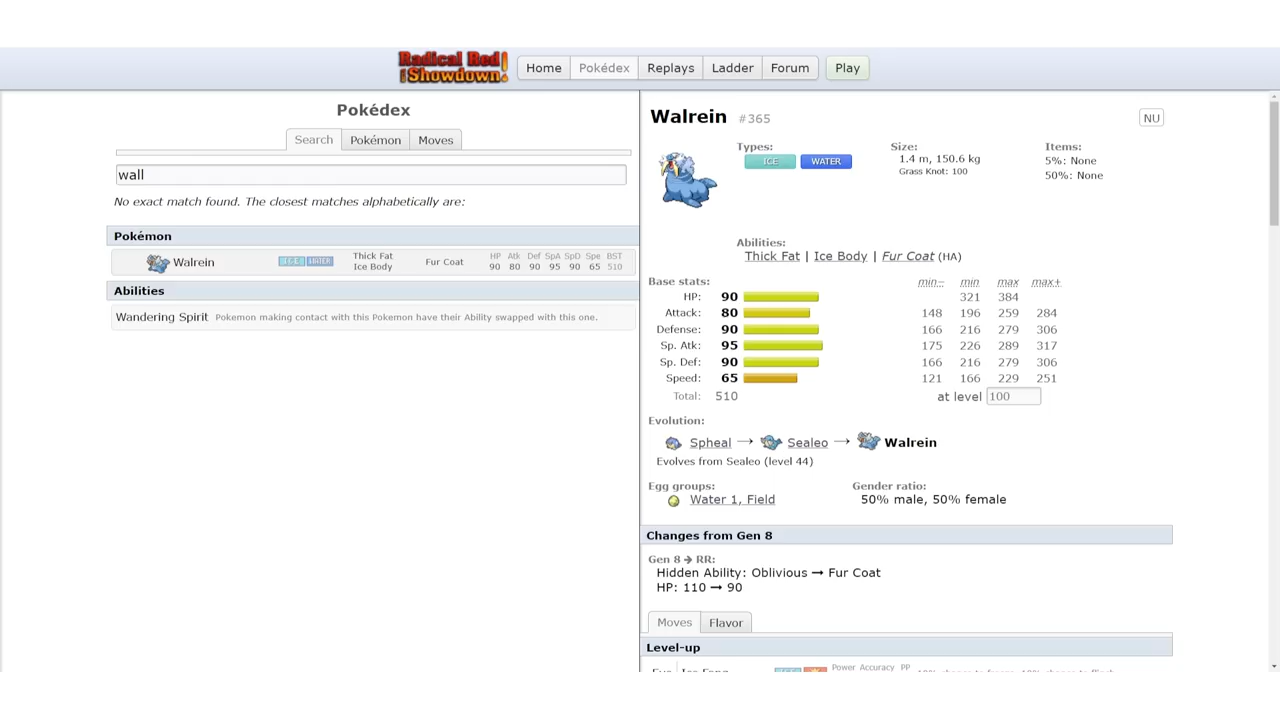 Radical Red Showdown!
Home Pokédex Replays Ladder Forum Play
Pokédex
Search Pokémon Moves
wall
No exact match found. The closest matches alphabetically are:
Pokémon
Walrein ICE WATER Thick Fat Ice Body Fur Coat HP 90 Atk 80 Def 90 SpA 95 SpD 90 Spe 65 BST 510
Abilities
Wandering Spirit Pokemon making contact with this Pokemon have their Ability swapped with this one.
Walrein #365 NU
Types: Size: Items:
ICE WATER 1.4 m, 150.6 kg 5%: None
Grass Knot: 100 50%: None
Abilities:
Thick Fat | Ice Body | Fur Coat (HA)
Base stats: min− min max max+
HP: 90 321 384
Attack: 80 148 196 259 284
Defense: 90 166 216 279 306
Sp. Atk: 95 175 226 289 317
Sp. Def: 90 166 216 279 306
Speed: 65 121 166 229 251
Total: 510 at level 100
Evolution:
Spheal → Sealeo → Walrein
Evolves from Sealeo (level 44)
Egg groups: Gender ratio:
Water 1, Field 50% male, 50% female
Changes from Gen 8
Gen 8 → RR:
Hidden Ability: Oblivious → Fur Coat
HP: 110 → 90
Moves Flavor
Level-up
Power Accuracy PP